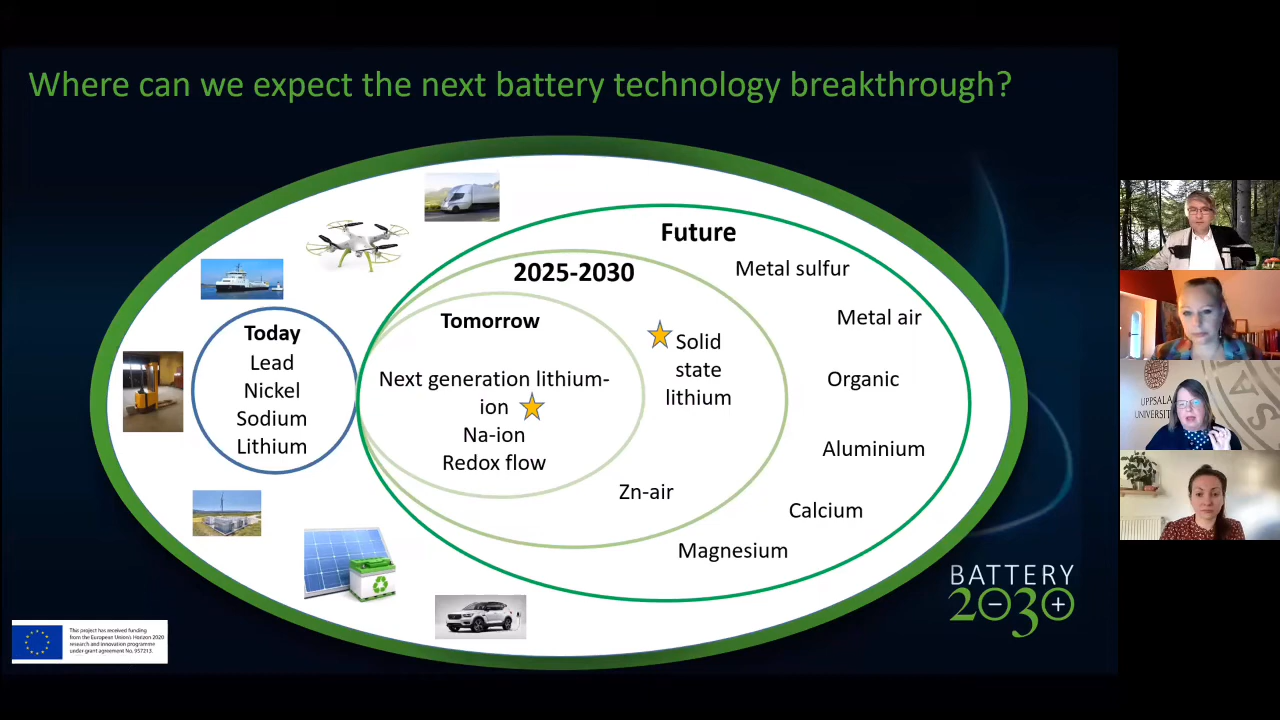 Where can we expect the next battery technology breakthrough?
Future
2025-2030
Tomorrow
Today
Lead
Nickel
Sodium
Lithium
Next generation lithium-
ion
Na-ion
Redox flow
Solid
state
lithium
Zn-air
Metal sulfur
Metal air
Organic
Aluminium
Calcium
Magnesium
BATTERY
2030
This project has received funding
from the European Union's Horizon 2020
research and innovation programme
under grant agreement No. 957213.
UPPSALA
UNIVERSIT